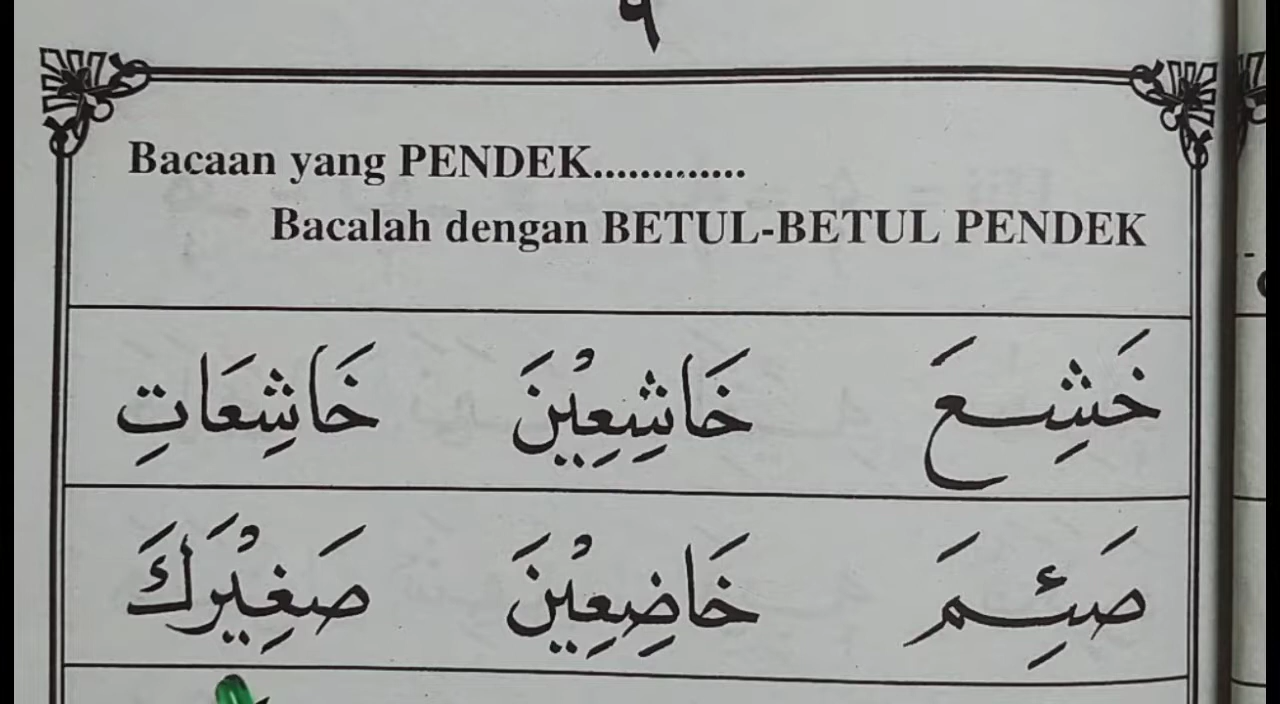 ٩
Bacaan yang PENDEK.............
Bacalah dengan BETUL-BETUL PENDEK
خَشِعَ خَاشِعِيْنَ خَاشِعَاتِ
صَئِمَ خَاضِعِيْنَ صَغِيْرَكَ